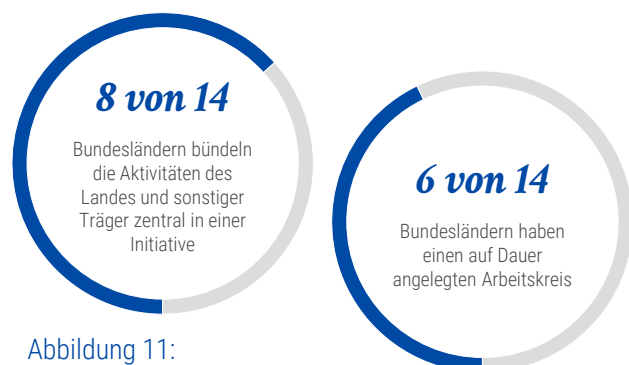 8 von 14
Bundesländern bündeln
die Aktivitäten des
Landes und sonstiger
Träger zentral in einer
Initiative
6 von 14
Bundesländern haben
einen auf Dauer
angelegten Arbeitskreis
Abbildung 11: